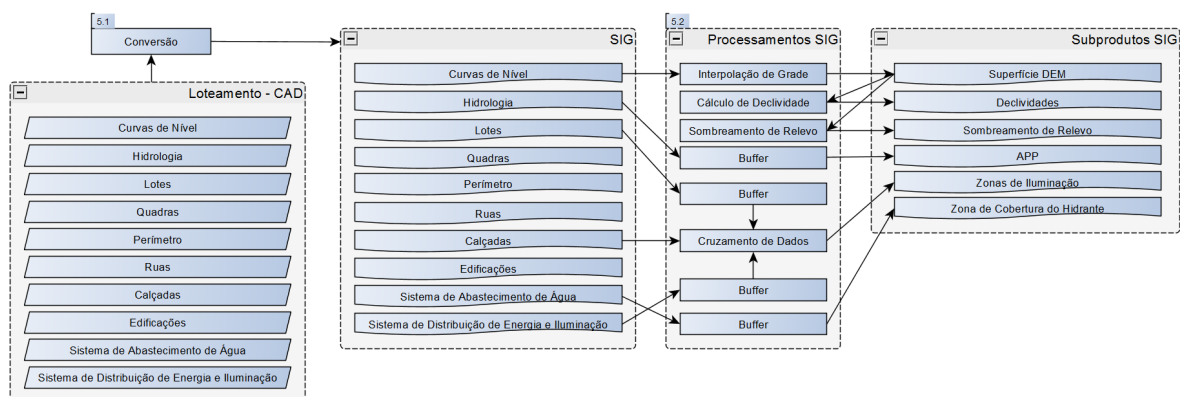 5.1
Conversão
Loteamento - CAD
Curvas de Nível
Hidrologia
Lotes
Quadras
Perímetro
Ruas
Calçadas
Edificações
Sistema de Abastecimento de Água
Sistema de Distribuição de Energia e Iluminação
SIG
Curvas de Nível
Hidrologia
Lotes
Quadras
Perímetro
Ruas
Calçadas
Edificações
Sistema de Abastecimento de Água
Sistema de Distribuição de Energia e Iluminação
5.2
Processamentos SIG
Interpolação de Grade
Cálculo de Declividade
Sombreamento de Relevo
Buffer
Buffer
Cruzamento de Dados
Buffer
Buffer
Subprodutos SIG
Superfície DEM
Declividades
Sombreamento de Relevo
APP
Zonas de Iluminação
Zona de Cobertura do Hidrante